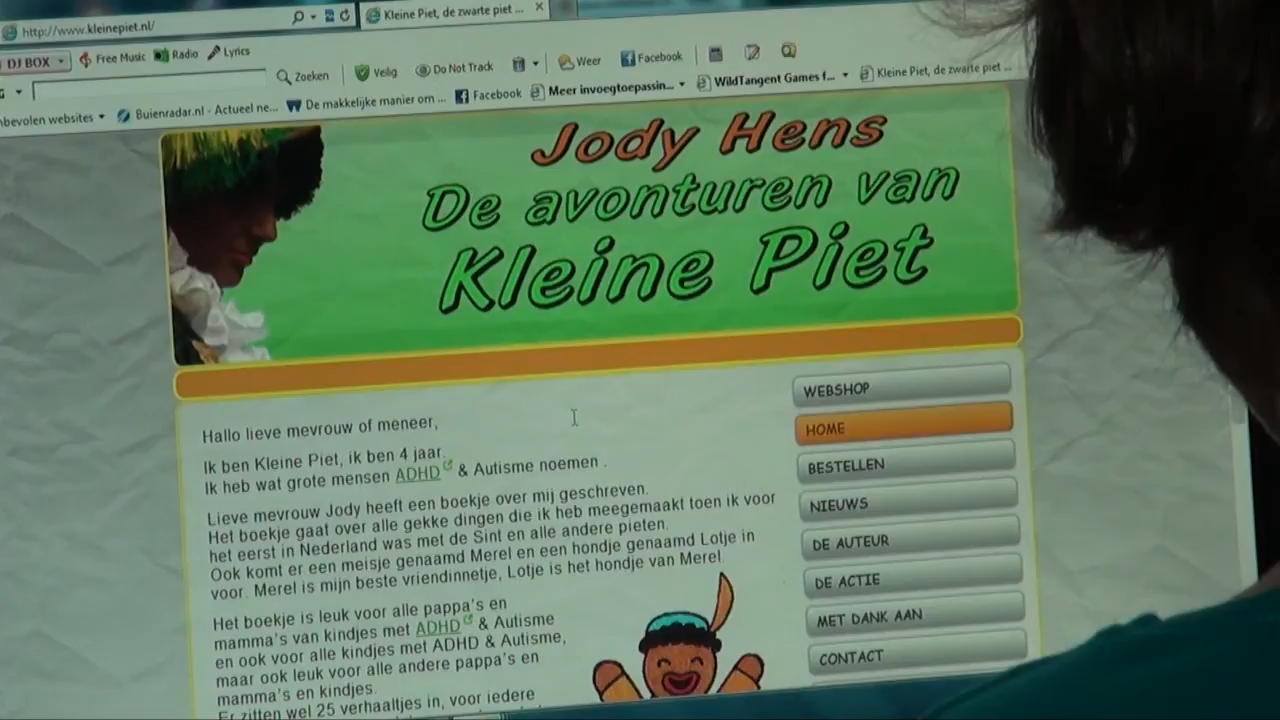 http://www.kleinepiet.nl/
Kleine Piet, de zwarte piet ...
DJ BOX
Free Music
Radio
Lyrics
Zoeken
Veilig
Do Not Track
Weer
Facebook
Buienradar.nl - Actueel ne...
De makkelijke manier om ...
Facebook
Meer invoegtoepassin...
WildTangent Games f...
Kleine Piet, de zwarte piet ...
Jody Hens
De avonturen van
Kleine Piet
Hallo lieve mevrouw of meneer,
Ik ben Kleine Piet, ik ben 4 jaar.
Ik heb wat grote mensen ADHD & Autisme noemen .
Lieve mevrouw Jody heeft een boekje over mij geschreven.
Het boekje gaat over alle gekke dingen die ik heb meegemaakt toen ik voor
het eerst in Nederland was met de Sint en alle andere pieten.
Ook komt er een meisje genaamd Merel en een hondje genaamd Lotje in
voor. Merel is mijn beste vriendinnetje, Lotje is het hondje van Merel.
Het boekje is leuk voor alle pappa's en
mamma's van kindjes met ADHD & Autisme
en ook voor alle kindjes met ADHD & Autisme,
maar ook leuk voor alle andere pappa's en
mamma's en kindjes.
Er zitten wel 25 verhaaltjes in, voor iedere
WEBSHOP
HOME
BESTELLEN
NIEUWS
DE AUTEUR
DE ACTIE
MET DANK AAN
CONTACT